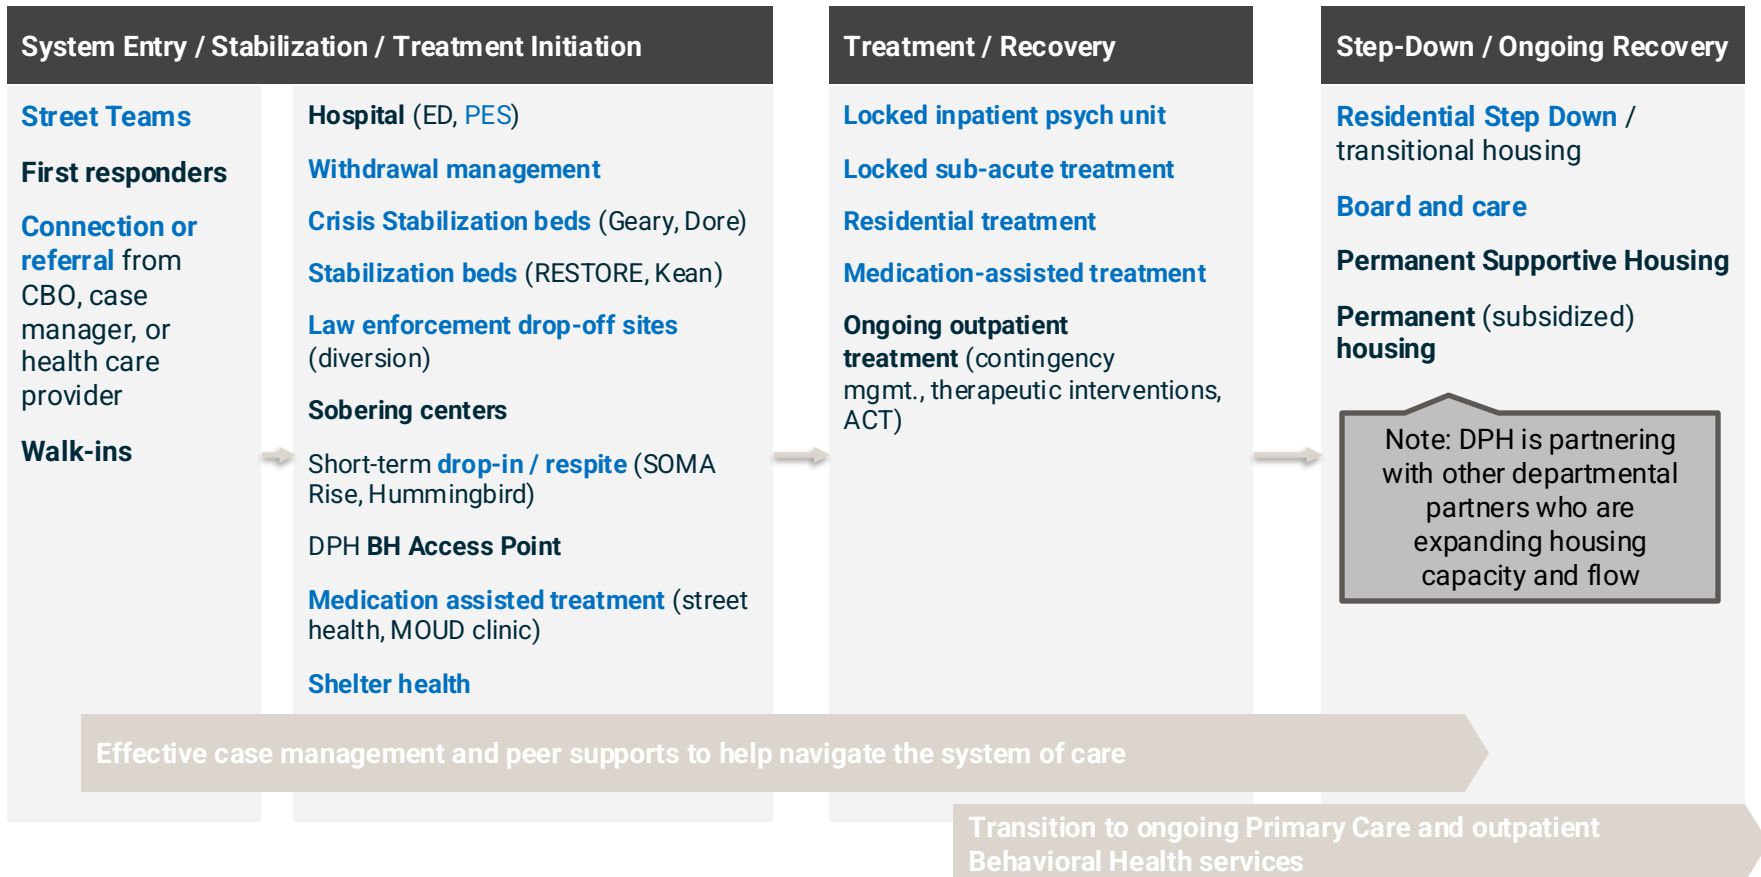 System Entry / Stabilization / Treatment Initiation
Street Teams
First responders
Connection or
referral from
CBO, case
manager, or
health care
provider
Walk-ins
Hospital (ED, PES)
Withdrawal management
Crisis Stabilization beds (Geary, Dore)
Stabilization beds (RESTORE, Kean)
Law enforcement drop-off sites
(diversion)
Sobering centers
Short-term drop-in / respite (SOMA
Rise, Hummingbird)
DPH BH Access Point
Medication assisted treatment (street
health, MOUD clinic)
Shelter health
Treatment / Recovery
Locked inpatient psych unit
Locked sub-acute treatment
Residential treatment
Medication-assisted treatment
Ongoing outpatient
treatment (contingency
mgmt., therapeutic interventions,
ACT)
Step-Down / Ongoing Recovery
Residential Step Down /
transitional housing
Board and care
Permanent Supportive Housing
Permanent (subsidized)
housing
Note: DPH is partnering
with other departmental
partners who are
expanding housing
capacity and flow
Effective case management and peer supports to help navigate the system of care
Transition to ongoing Primary Care and outpatient
Behavioral Health services